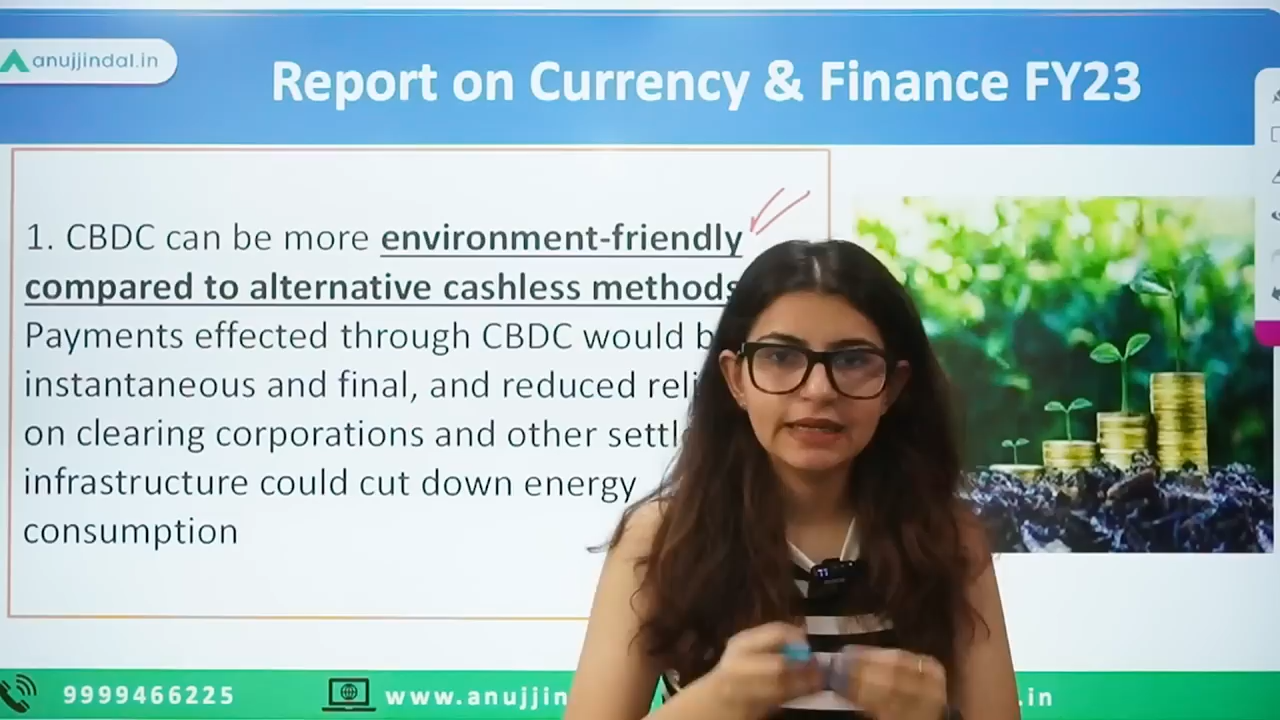 anujjindal.in
Report on Currency & Finance FY23
1. CBDC can be more environment-friendly
compared to alternative cashless methods
Payments effected through CBDC would
instantaneous and final, and reduced
on clearing corporations and other
infrastructure could cut down energy
consumption
9999466225
www.anujjin
.in